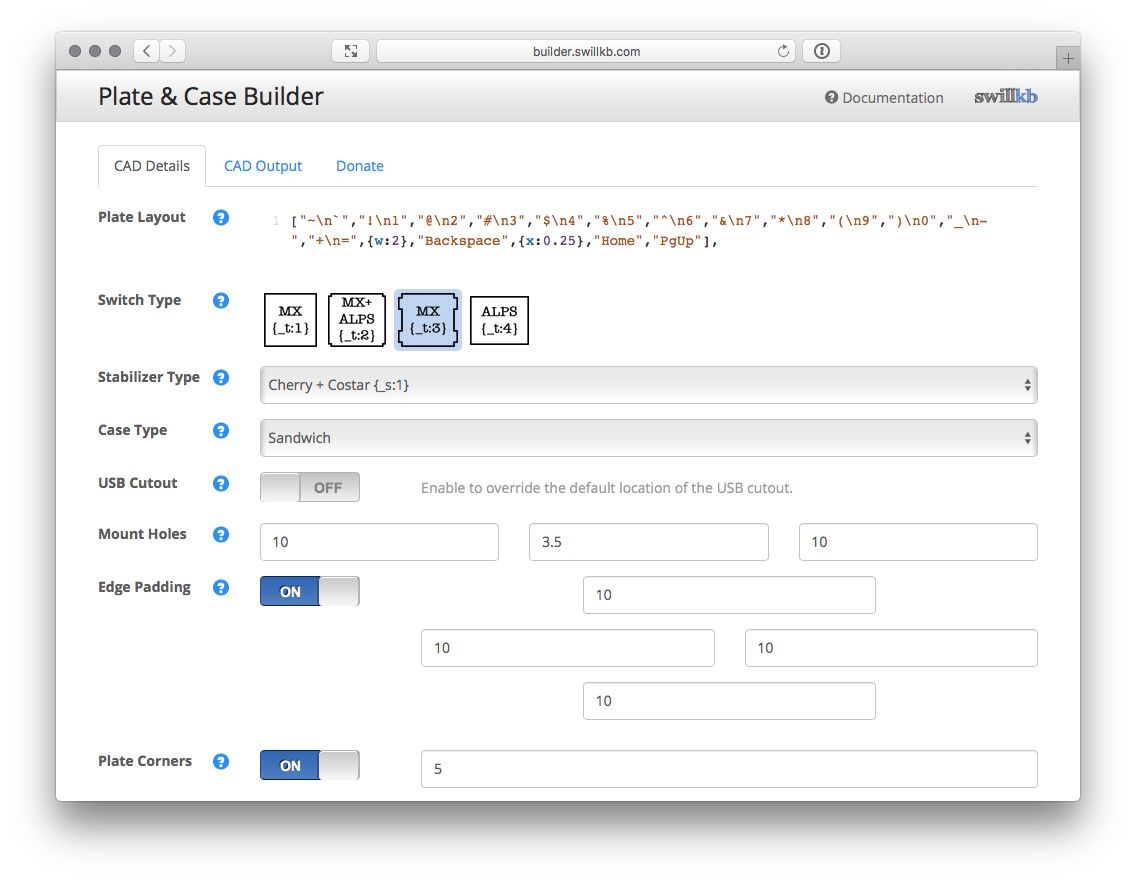 builder.swillkb.com
Plate & Case Builder
Documentation
swillkb
CAD Details
CAD Output
Donate
Plate Layout
1 ["~\n`","!\n1","@\n2","#\n3","$\n4","%\n5","^\n6","&\n7","*\n8","(\n9",")\n0","_\n-
","+\n=",{w:2},"Backspace",{x:0.25},"Home","PgUp"],
Switch Type
MX
{_t:1}
MX+
ALPS
{_t:2}
MX
{_t:3}
ALPS
{_t:4}
Stabilizer Type
Cherry + Costar {_s:1}
Case Type
Sandwich
USB Cutout
OFF
Enable to override the default location of the USB cutout.
Mount Holes
10
3.5
10
Edge Padding
ON
10
10
10
10
Plate Corners
ON
5